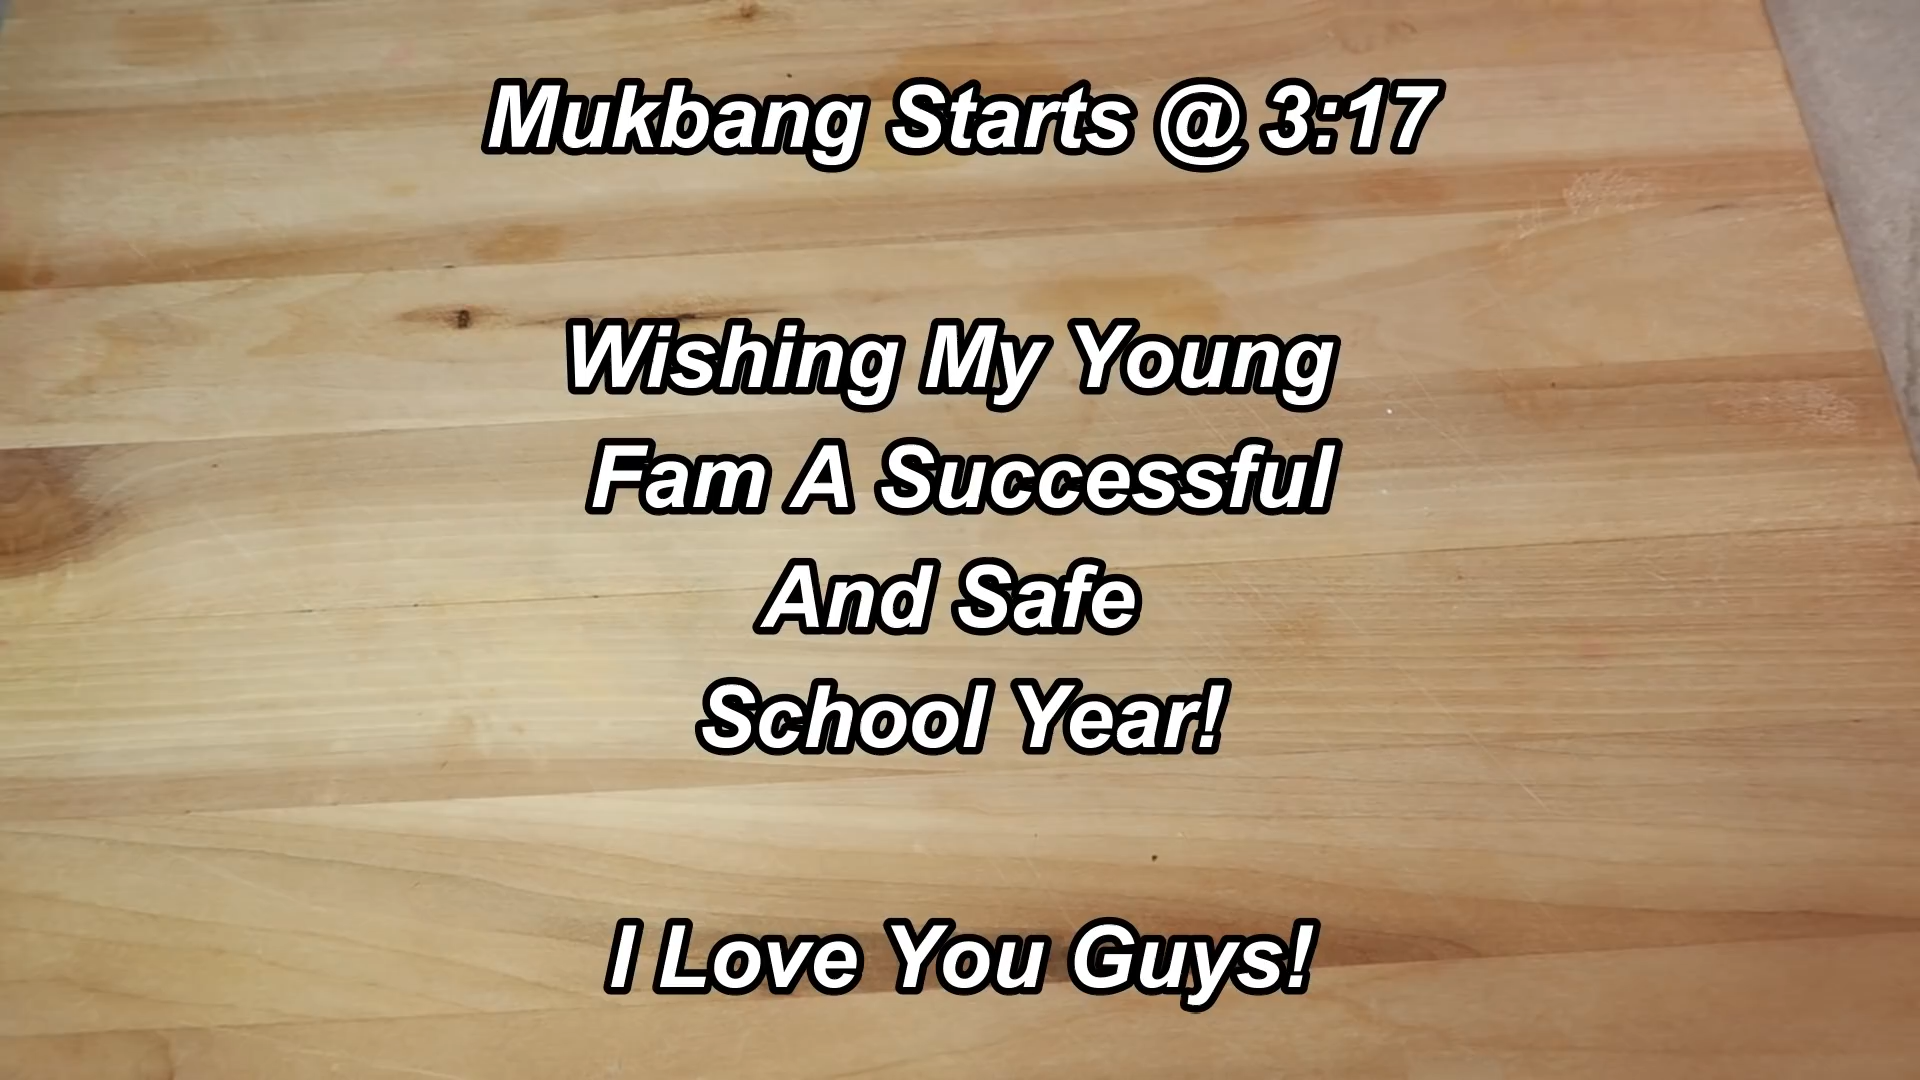 Mukbang Starts @ 3:17
Wishing My Young
Fam A Successful
And Safe
School Year!
I Love You Guys!